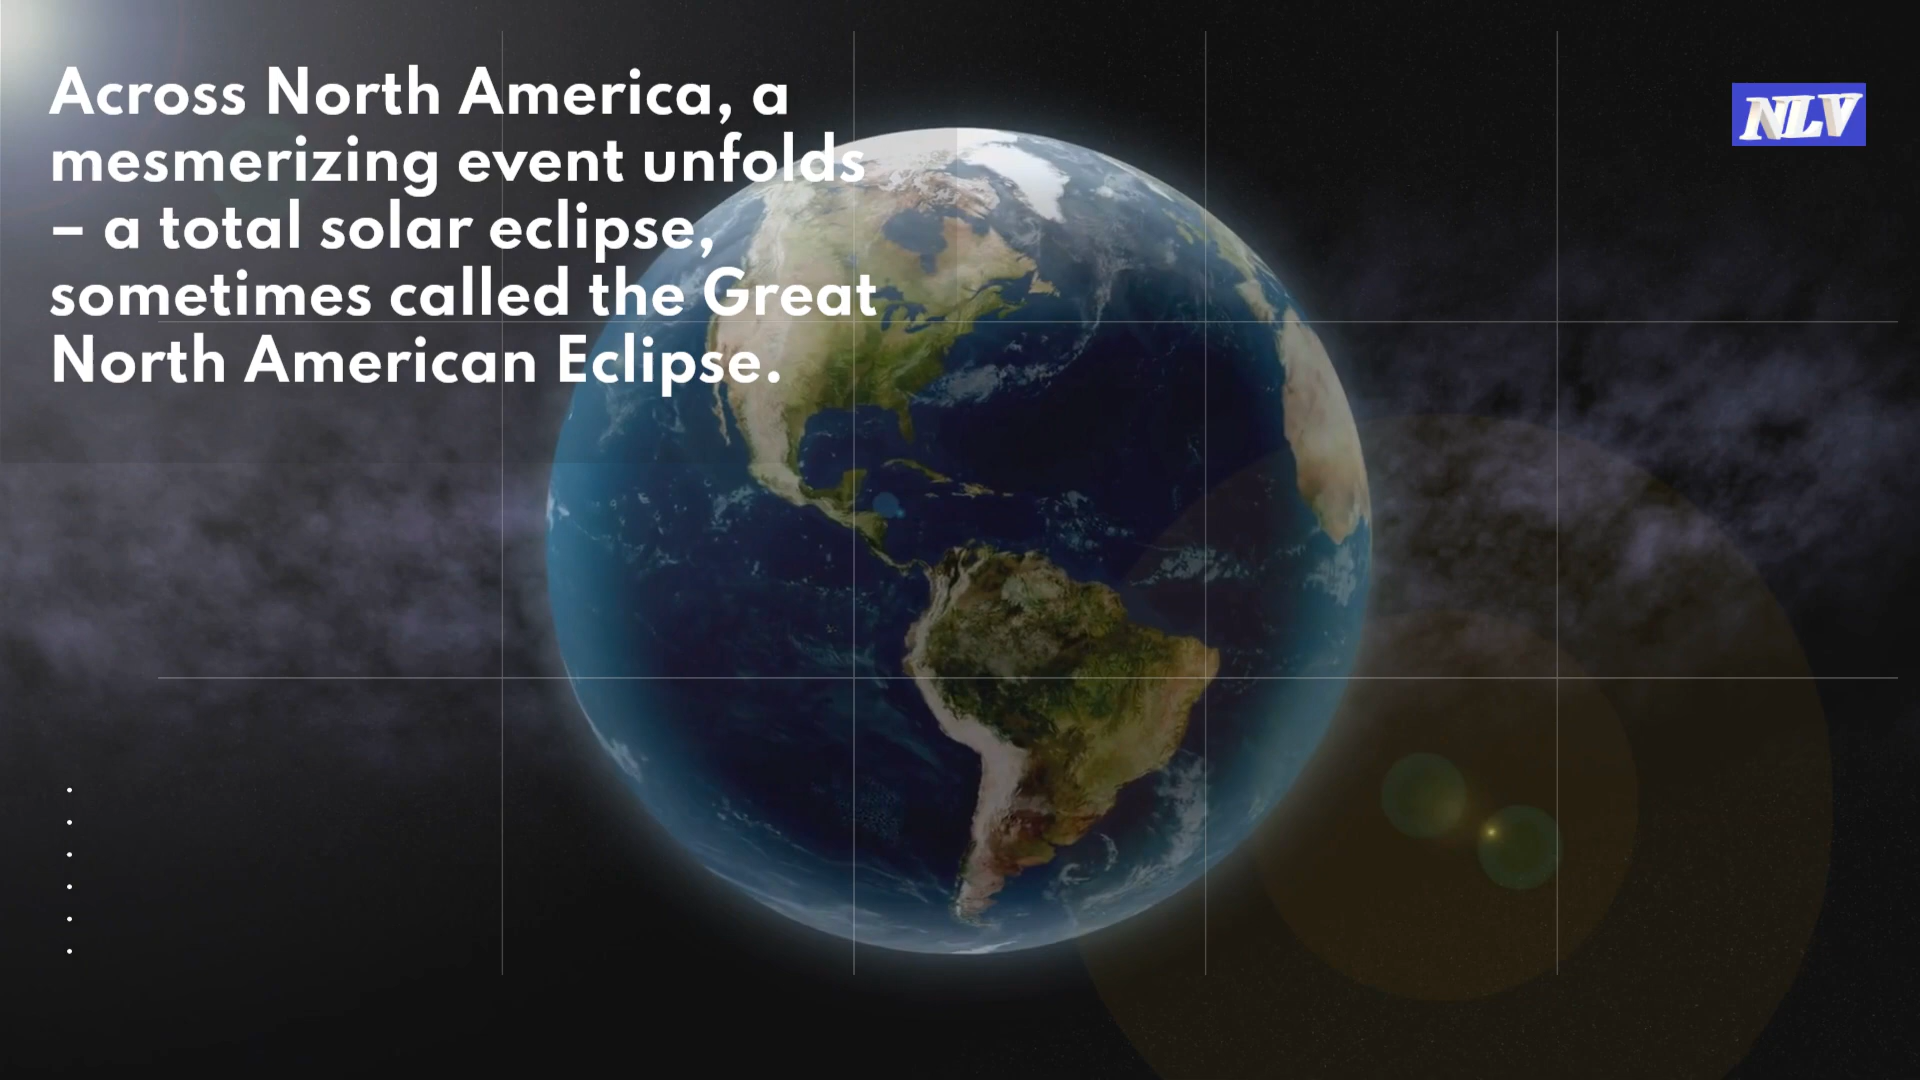 Across North America, a
mesmerizing event unfolds
– a total solar eclipse,
sometimes called the Great
North American Eclipse.
NLV